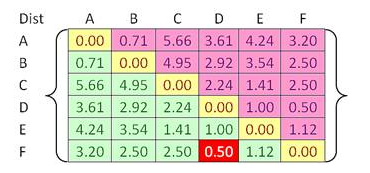 Dist A B C D E F
A 0.00 0.71 5.66 3.61 4.24 3.20
B 0.71 0.00 4.95 2.92 3.54 2.50
C 5.66 4.95 0.00 2.24 1.41 2.50
D 3.61 2.92 2.24 0.00 1.00 0.50
E 4.24 3.54 1.41 1.00 0.00 1.12
F 3.20 2.50 2.50 0.50 1.12 0.00